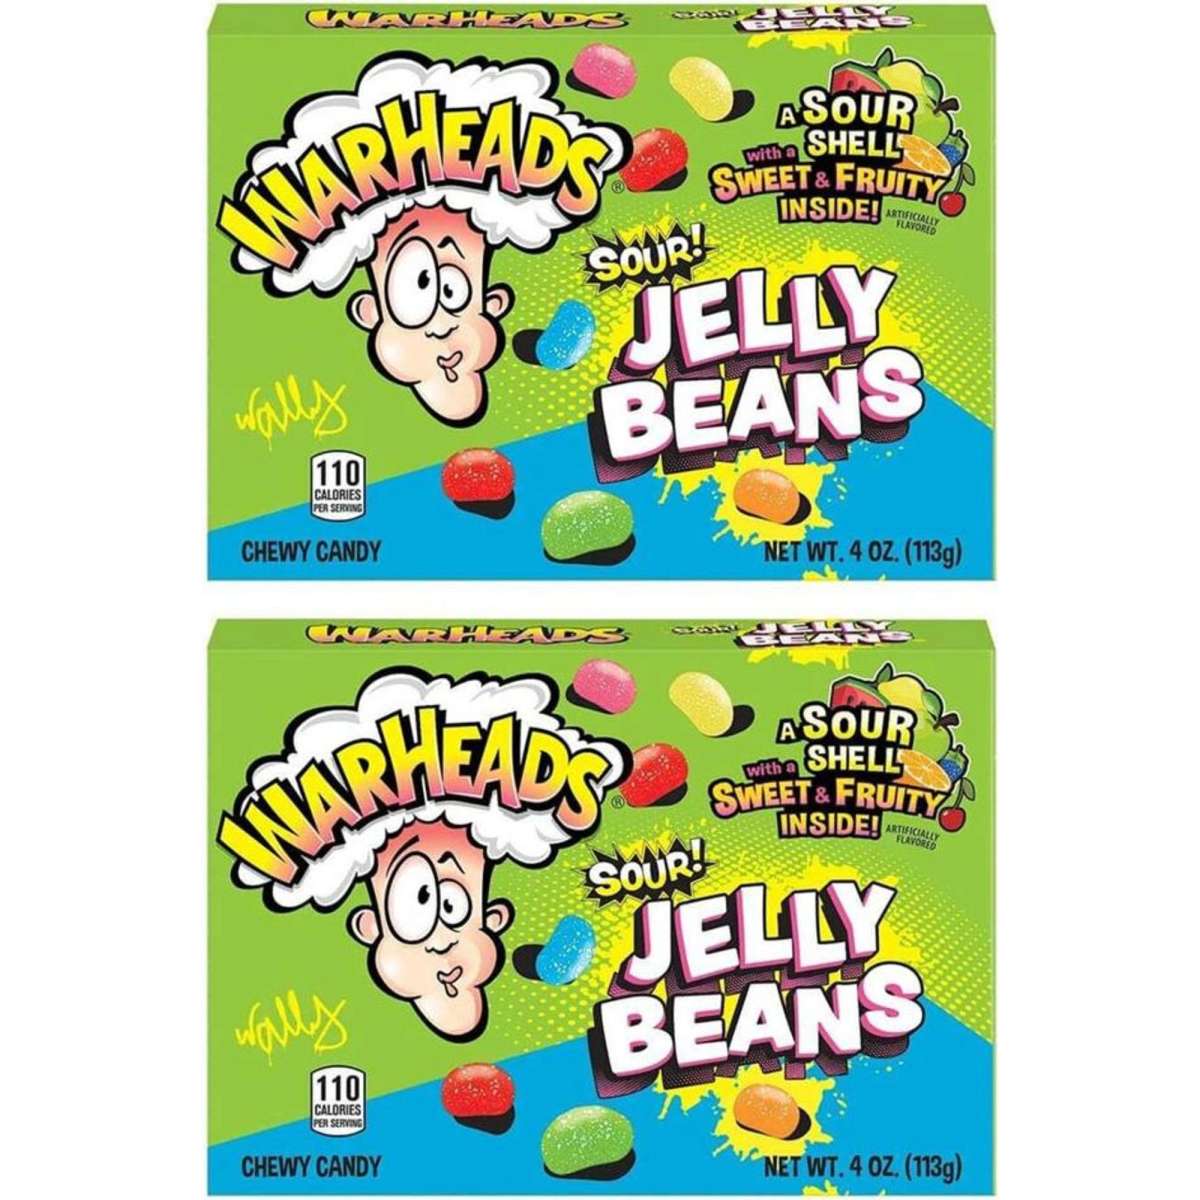 WARHEADS
SOUR! JELLY
BEANS
WARHEADS®
A SOUR
SHELL
with a
SWEET & FRUITY
INSIDE!
ARTIFICIALLY
FLAVORED
SOUR!
JELLY
BEANS
Wally
110
CALORIES
PER SERVING
CHEWY CANDY
NET WT. 4 OZ. (113g)
WARHEADS
SOUR! JELLY
BEANS
WARHEADS®
A SOUR
SHELL
with a
SWEET & FRUITY
INSIDE!
ARTIFICIALLY
FLAVORED
SOUR!
JELLY
BEANS
Wally
110
CALORIES
PER SERVING
CHEWY CANDY
NET WT. 4 OZ. (113g)